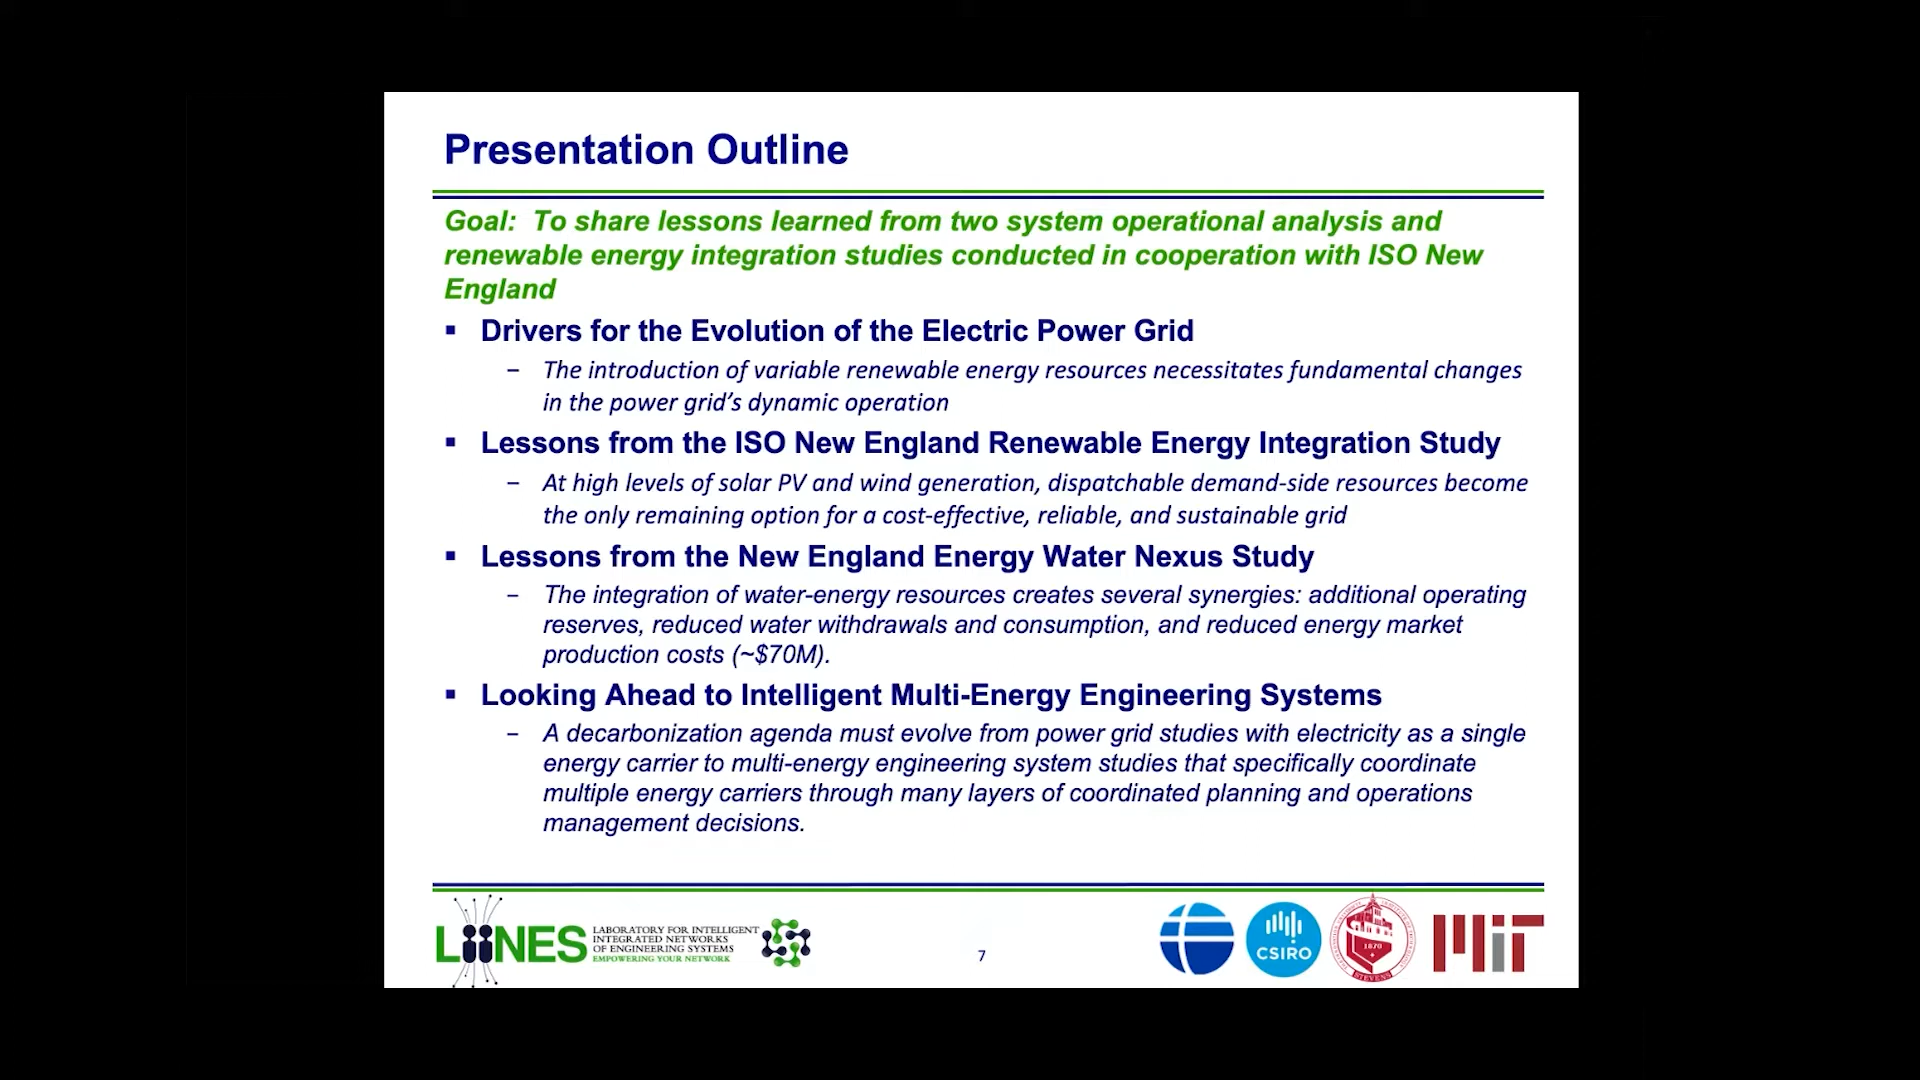 Presentation Outline
Goal:  To share lessons learned from two system operational analysis and
renewable energy integration studies conducted in cooperation with ISO New
England
▪ Drivers for the Evolution of the Electric Power Grid
– The introduction of variable renewable energy resources necessitates fundamental changes
in the power grid’s dynamic operation
▪ Lessons from the ISO New England Renewable Energy Integration Study
– At high levels of solar PV and wind generation, dispatchable demand-side resources become
the only remaining option for a cost-effective, reliable, and sustainable grid
▪ Lessons from the New England Energy Water Nexus Study
– The integration of water-energy resources creates several synergies: additional operating
reserves, reduced water withdrawals and consumption, and reduced energy market
production costs (~$70M).
▪ Looking Ahead to Intelligent Multi-Energy Engineering Systems
– A decarbonization agenda must evolve from power grid studies with electricity as a single
energy carrier to multi-energy engineering system studies that specifically coordinate
multiple energy carriers through many layers of coordinated planning and operations
management decisions.
LIINES
LABORATORY FOR INTELLIGENT
INTEGRATED NETWORKS
OF ENGINEERING SYSTEMS
EMPOWERING YOUR NETWORK
7
CSIRO
1870
STEVENS
MIT